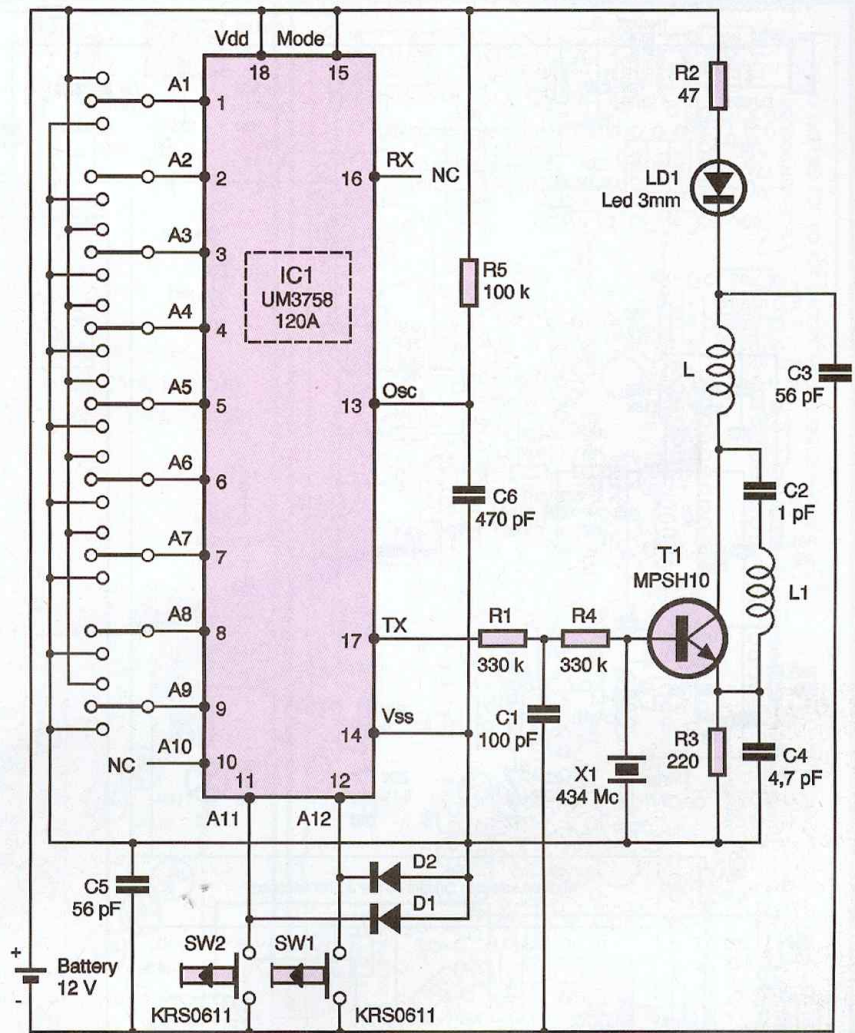 Vdd
Mode
18
15
A1
1
A2
2
A3
3
A4
4
A5
5
A6
6
A7
7
A8
8
A9
9
A10
NC
10
11
12
A11
A12
IC1
UM3758
120A
16
RX
NC
13
Osc
17
TX
14
Vss
R5
100 k
C6
470 pF
R1
330 k
R4
330 k
C1
100 pF
X1
434 Mc
R2
47
LD1
Led 3mm
L
C3
56 pF
C2
1 pF
L1
T1
MPSH10
R3
220
C4
4,7 pF
D2
D1
C5
56 pF
SW2
SW1
+
Battery
12 V
-
KRS0611
KRS0611